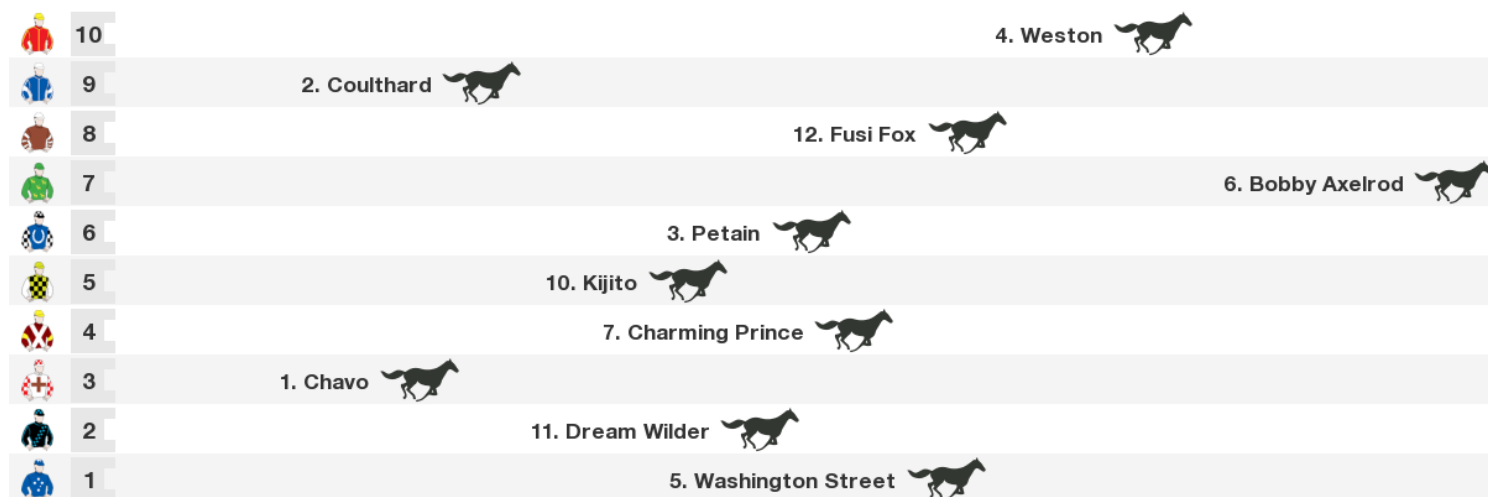 10 4. Weston
9 2. Coulthard
8 12. Fusi Fox
7 6. Bobby Axelrod
6 3. Petain
5 10. Kijito
4 7. Charming Prince
3 1. Chavo
2 11. Dream Wilder
1 5. Washington Street